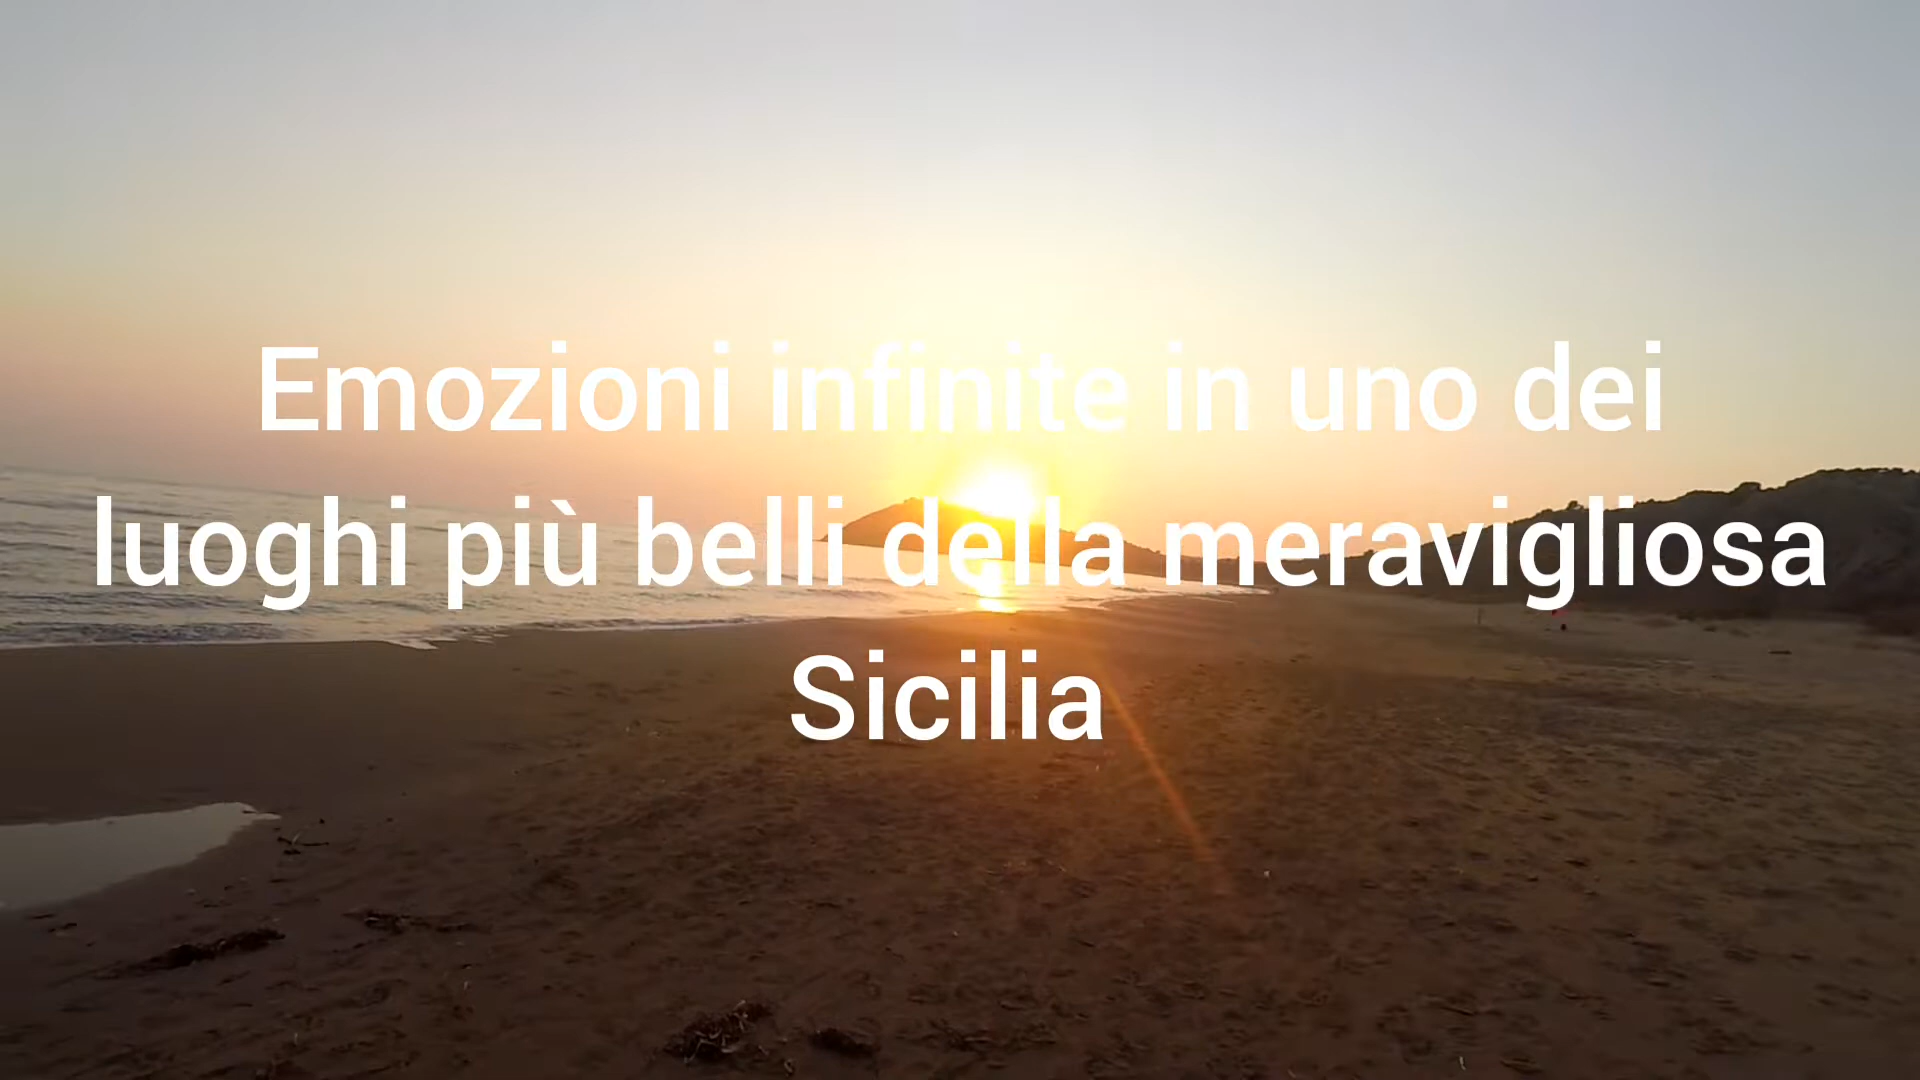 Emozioni infinite in uno dei
luoghi più belli della meravigliosa
Sicilia